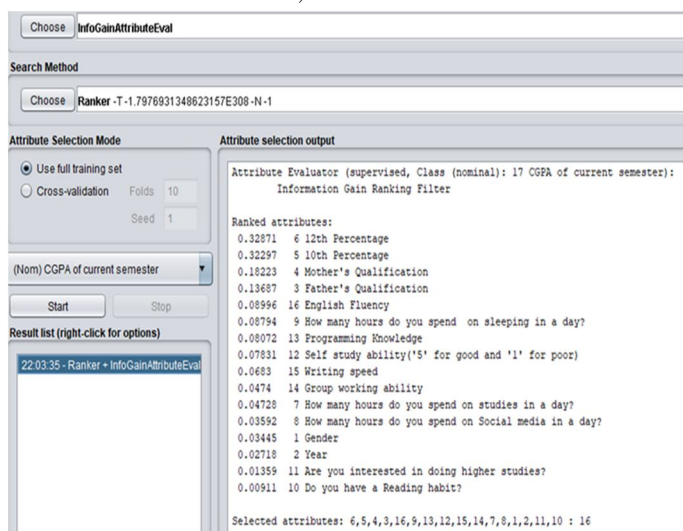 Choose InfoGainAttributeEval
Search Method
Choose Ranker -T -1.7976931348623157E308 -N -1
Attribute Selection Mode
Use full training set
Cross-validation Folds 10
Seed 1
(Nom) CGPA of current semester
Start Stop
Result list (right-click for options)
22:03:35 - Ranker + InfoGainAttributeEval
Attribute selection output
Attribute Evaluator (supervised, Class (nominal): 17 CGPA of current semester):
Information Gain Ranking Filter
Ranked attributes:
0.32871 6 12th Percentage
0.32297 5 10th Percentage
0.18223 4 Mother's Qualification
0.13687 3 Father's Qualification
0.08996 16 English Fluency
0.08794 9 How many hours do you spend on sleeping in a day?
0.08072 13 Programming Knowledge
0.07831 12 Self study ability('5' for good and '1' for poor)
0.0683 15 Writing speed
0.0474 14 Group working ability
0.04728 7 How many hours do you spend on studies in a day?
0.03592 8 How many hours do you spend on Social media in a day?
0.03445 1 Gender
0.02718 2 Year
0.01359 11 Are you interested in doing higher studies?
0.00911 10 Do you have a Reading habit?
Selected attributes: 6,5,4,3,16,9,13,12,15,14,7,8,1,2,11,10 : 16